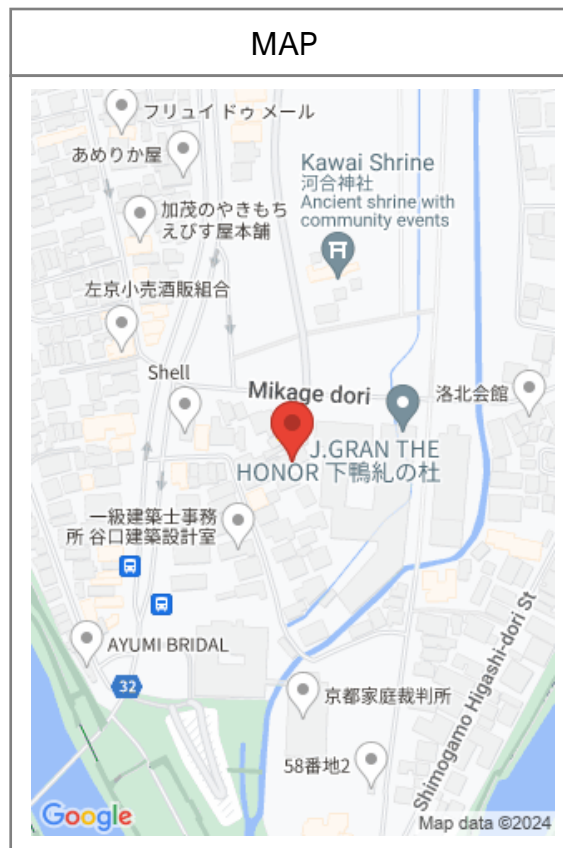 MAP
フリュイ ドゥ メール
あめりか屋
Kawai Shrine
河合神社
Ancient shrine with
community events
加茂のやきもち
えびす屋本舗
左京小売酒販組合
Shell
Mikage dori
洛北会館
J.GRAN THE
HONOR 下鴨糺の杜
一級建築士事務
所 谷口建築設計室
AYUMI BRIDAL
32
京都家庭裁判所
Shimogamo Higashi-dori St
58番地2
Google
Map data ©2024